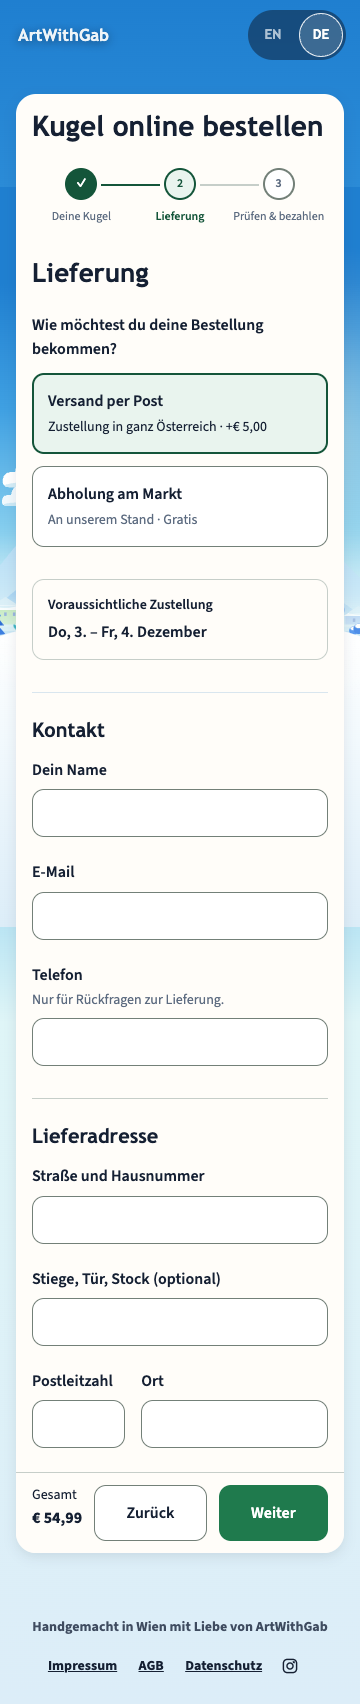 ArtWithGab
EN DE
Kugel online bestellen
2 3
Deine Kugel Lieferung Prüfen & bezahlen
Lieferung
Wie möchtest du deine Bestellung
bekommen?
Versand per Post
Zustellung in ganz Österreich · +€ 5,00
Abholung am Markt
An unserem Stand · Gratis
Voraussichtliche Zustellung
Do, 3. – Fr, 4. Dezember
Kontakt
Dein Name
E-Mail
Telefon
Nur für Rückfragen zur Lieferung.
Lieferadresse
Straße und Hausnummer
Stiege, Tür, Stock (optional)
Postleitzahl Ort
Gesamt
€ 54,99
Zurück
Weiter
Handgemacht in Wien mit Liebe von ArtWithGab
Impressum AGB Datenschutz